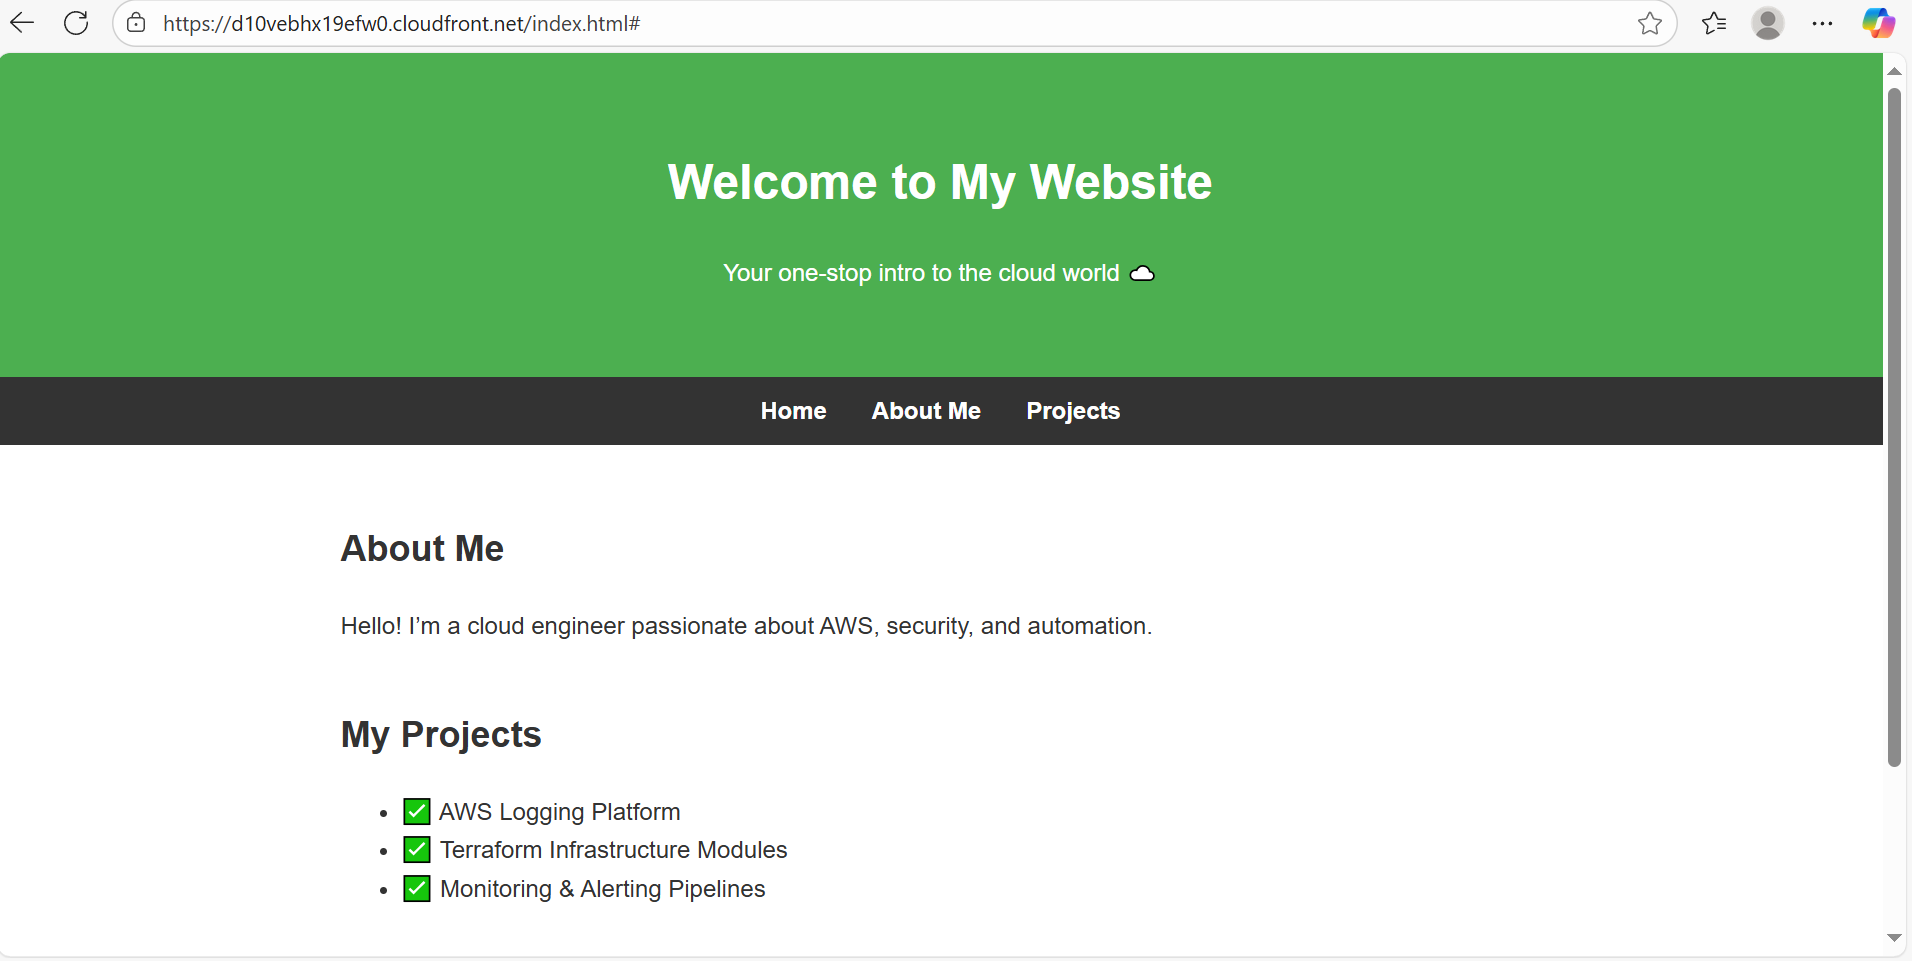 https://d10vebhx19efw0.cloudfront.net/index.html#
Welcome to My Website
Your one-stop intro to the cloud world ☁
Home About Me Projects
About Me
Hello! I’m a cloud engineer passionate about AWS, security, and automation.
My Projects
• ✅ AWS Logging Platform
• ✅ Terraform Infrastructure Modules
• ✅ Monitoring & Alerting Pipelines